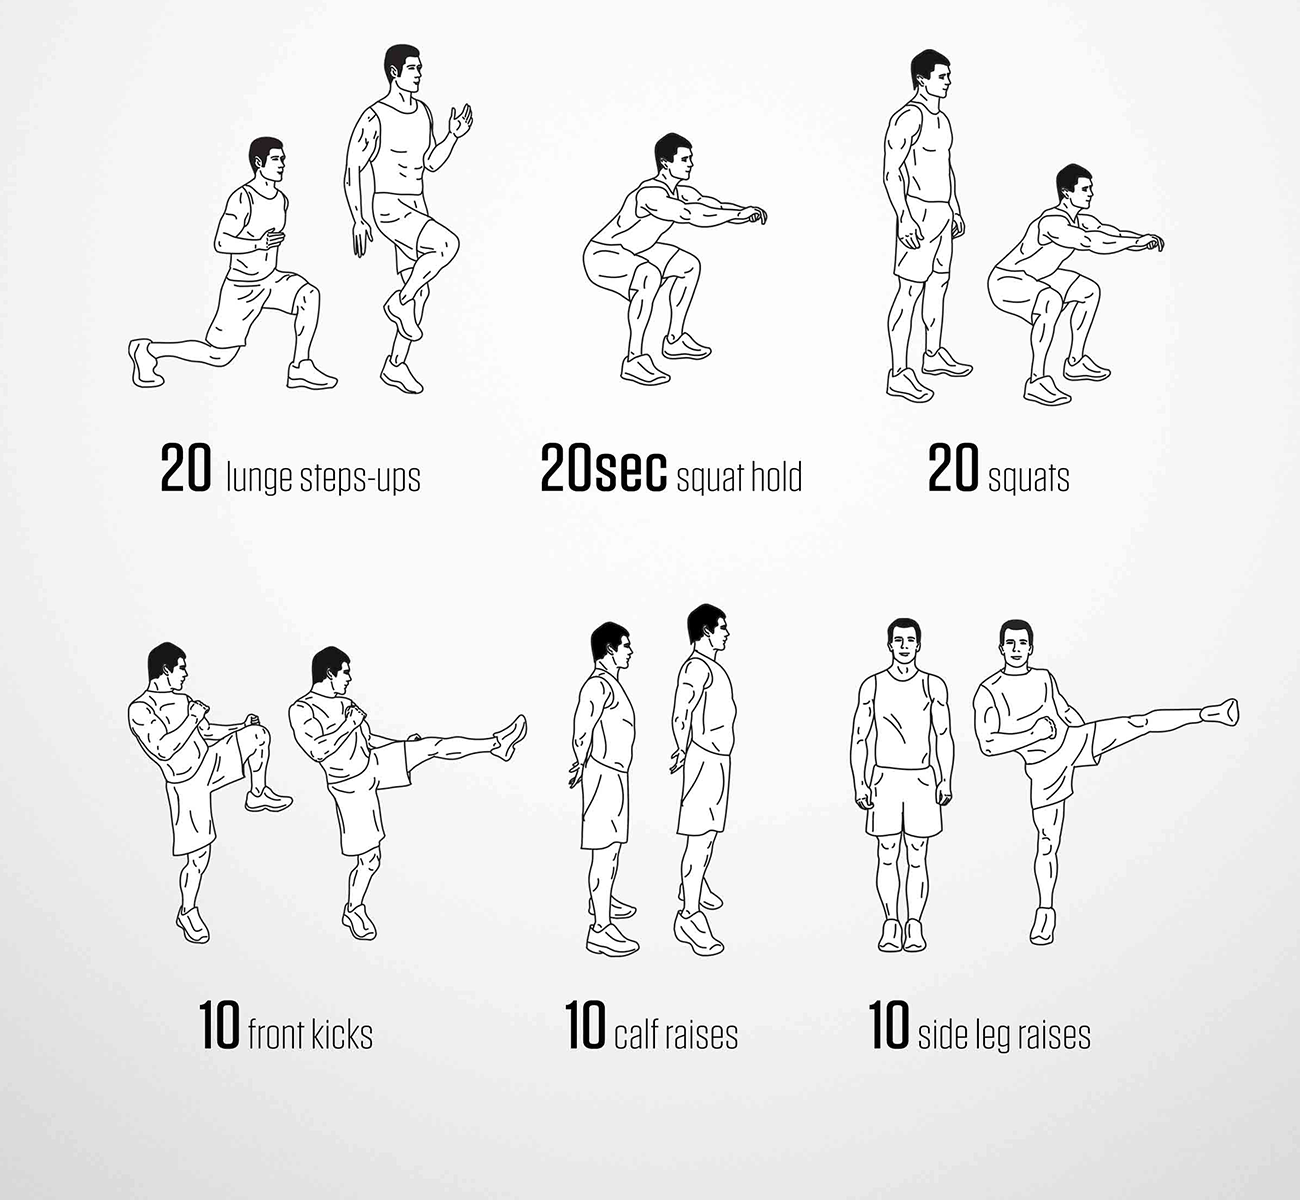 20 lunge steps-ups
20sec squat hold
20 squats
10 front kicks
10 calf raises
10 side leg raises